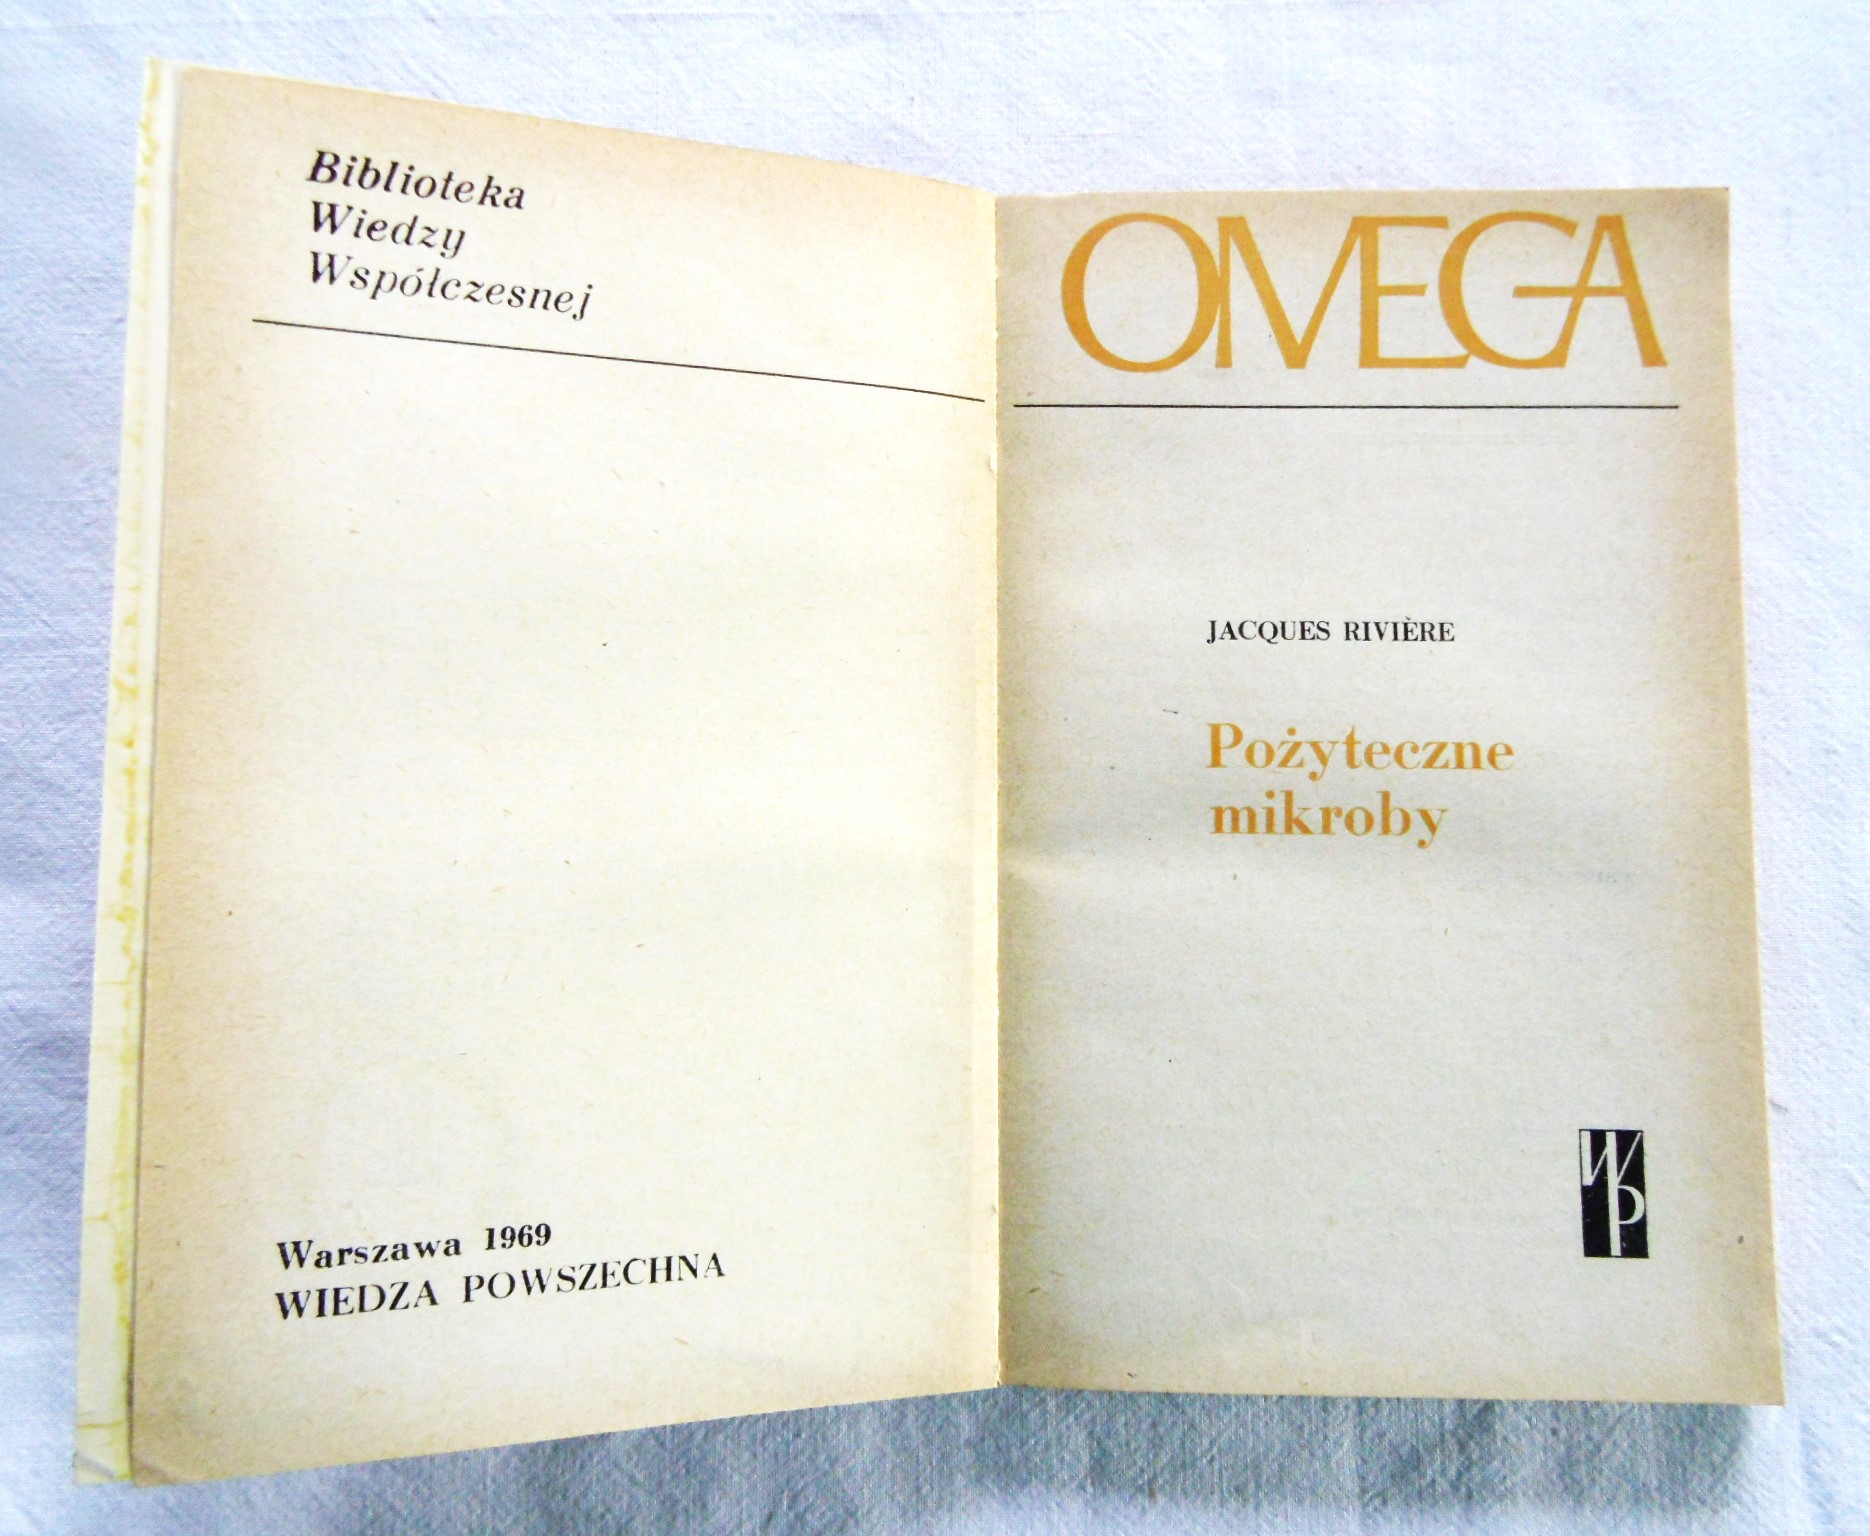 Biblioteka
Wiedzy
Współczesnej
Warszawa 1969
WIEDZA POWSZECHNA
OMEGA
JACQUES RIVIÈRE
Pożyteczne
mikroby
WP